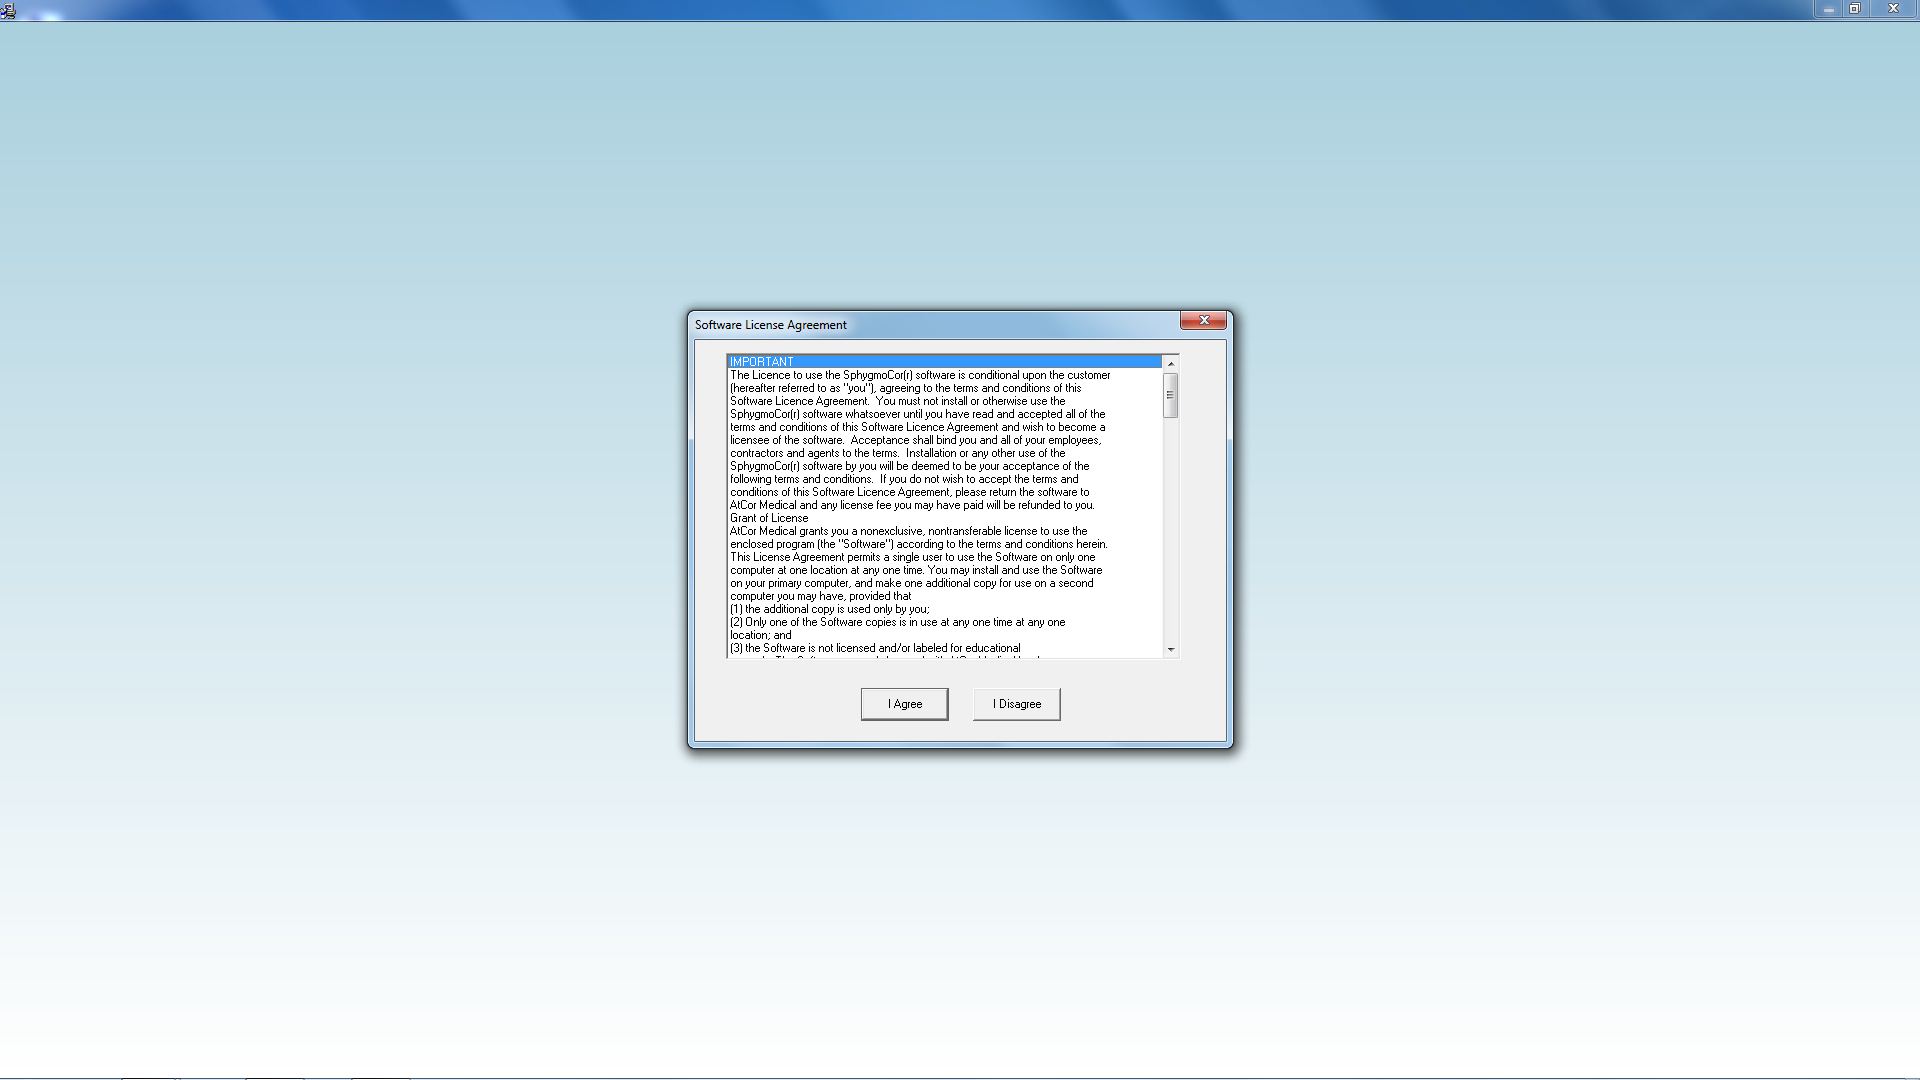 Software License Agreement
IMPORTANT
The Licence to use the SphygmoCor(r) software is conditional upon the customer
(hereafter referred to as "you"), agreeing to the terms and conditions of this
Software Licence Agreement.  You must not install or otherwise use the
SphygmoCor(r) software whatsoever until you have read and accepted all of the
terms and conditions of this Software Licence Agreement and wish to become a
licensee of the software.  Acceptance shall bind you and all of your employees,
contractors and agents to the terms.  Installation or any other use of the
SphygmoCor(r) software by you will be deemed to be your acceptance of the
following terms and conditions.  If you do not wish to accept the terms and
conditions of this Software Licence Agreement, please return the software to
AtCor Medical and any license fee you may have paid will be refunded to you.
Grant of License
AtCor Medical grants you a nonexclusive, nontransferable license to use the
enclosed program (the "Software") according to the terms and conditions herein.
This License Agreement permits a single user to use the Software on only one
computer at one location at any one time. You may install and use the Software
on your primary computer, and make one additional copy for use on a second
computer you may have, provided that
(1) the additional copy is used only by you;
(2) Only one of the Software copies is in use at any one time at any one
location; and
(3) the Software is not licensed and/or labeled for educational
I Agree
I Disagree